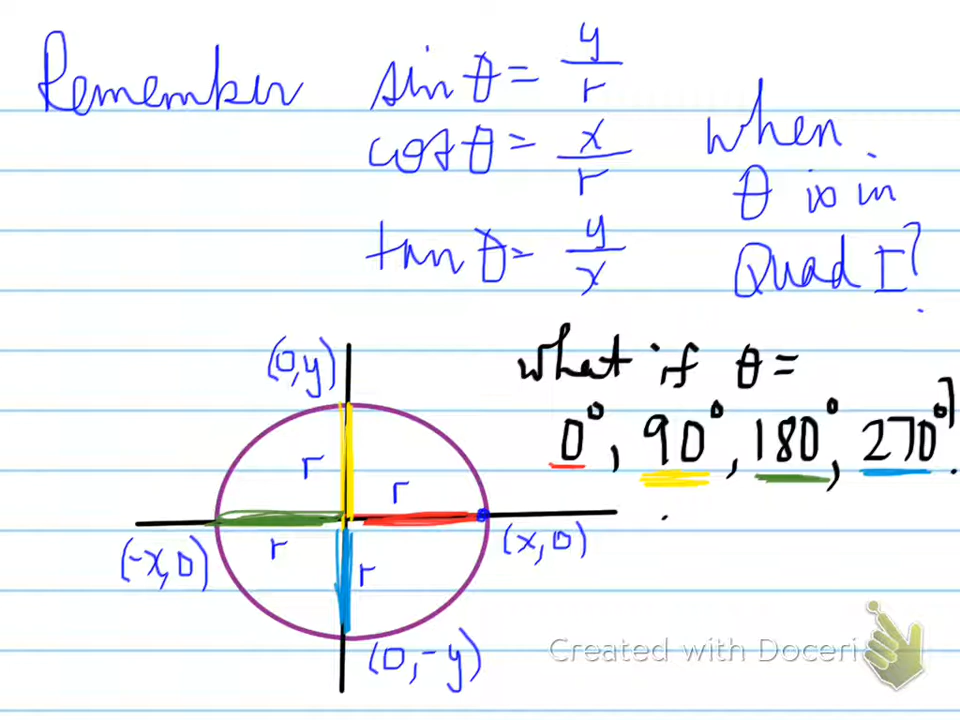 Remember sin θ = y/r
cos θ = x/r
tan θ = y/x
when
θ is in
Quad I?
(0,y)
what if θ =
0°, 90°, 180°, 270°?
r
r
(-x,0)
r
(x,0)
r
(0,-y)
Created with Doceri